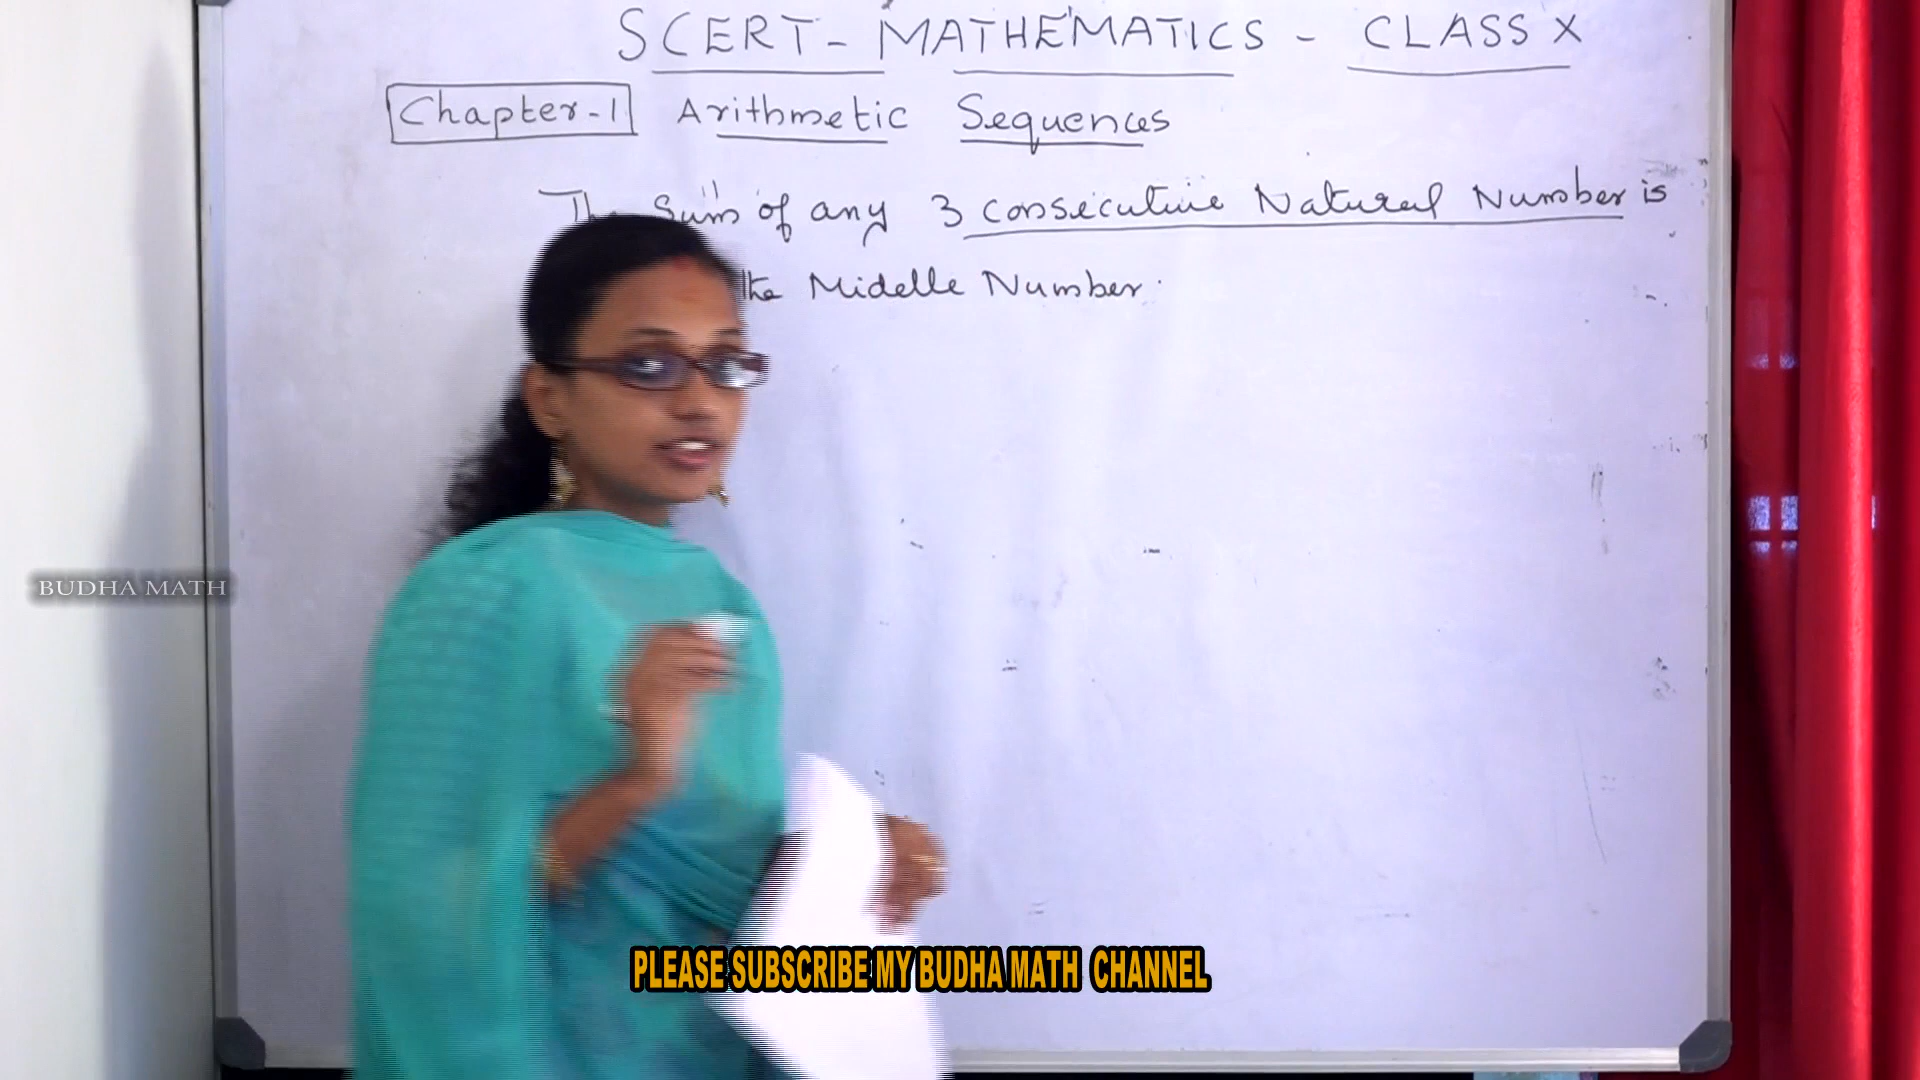 SCERT - MATHEMATICS - CLASS X
Chapter-1 Arithmetic Sequences
The Sum of any 3 consecutive Natural Number is
the Midelle Number.
BUDHA MATH
PLEASE SUBSCRIBE MY BUDHA MATH CHANNEL